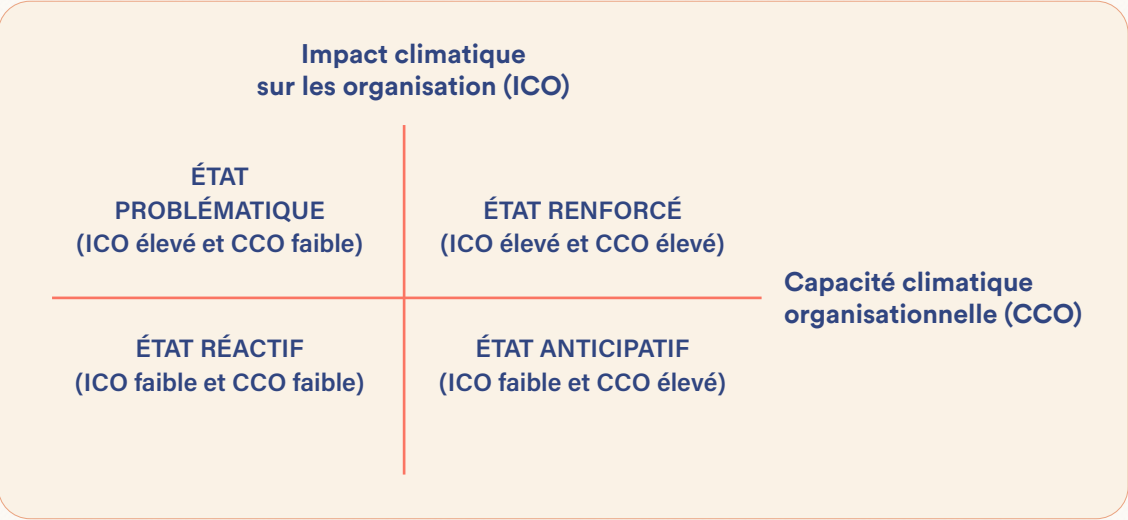 Impact climatique
sur les organisation (ICO)
ÉTAT
PROBLÉMATIQUE
(ICO élevé et CCO faible)
ÉTAT RENFORCÉ
(ICO élevé et CCO élevé)
Capacité climatique
organisationnelle (CCO)
ÉTAT RÉACTIF
(ICO faible et CCO faible)
ÉTAT ANTICIPATIF
(ICO faible et CCO élevé)